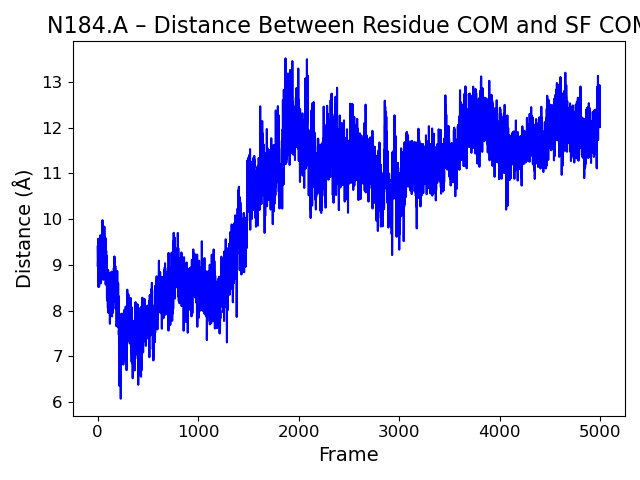 N184.A – Distance Between Residue COM and SF COM
13
12
11
10
9
8
7
6
Distance (Å)
0 1000 2000 3000 4000 5000
Frame